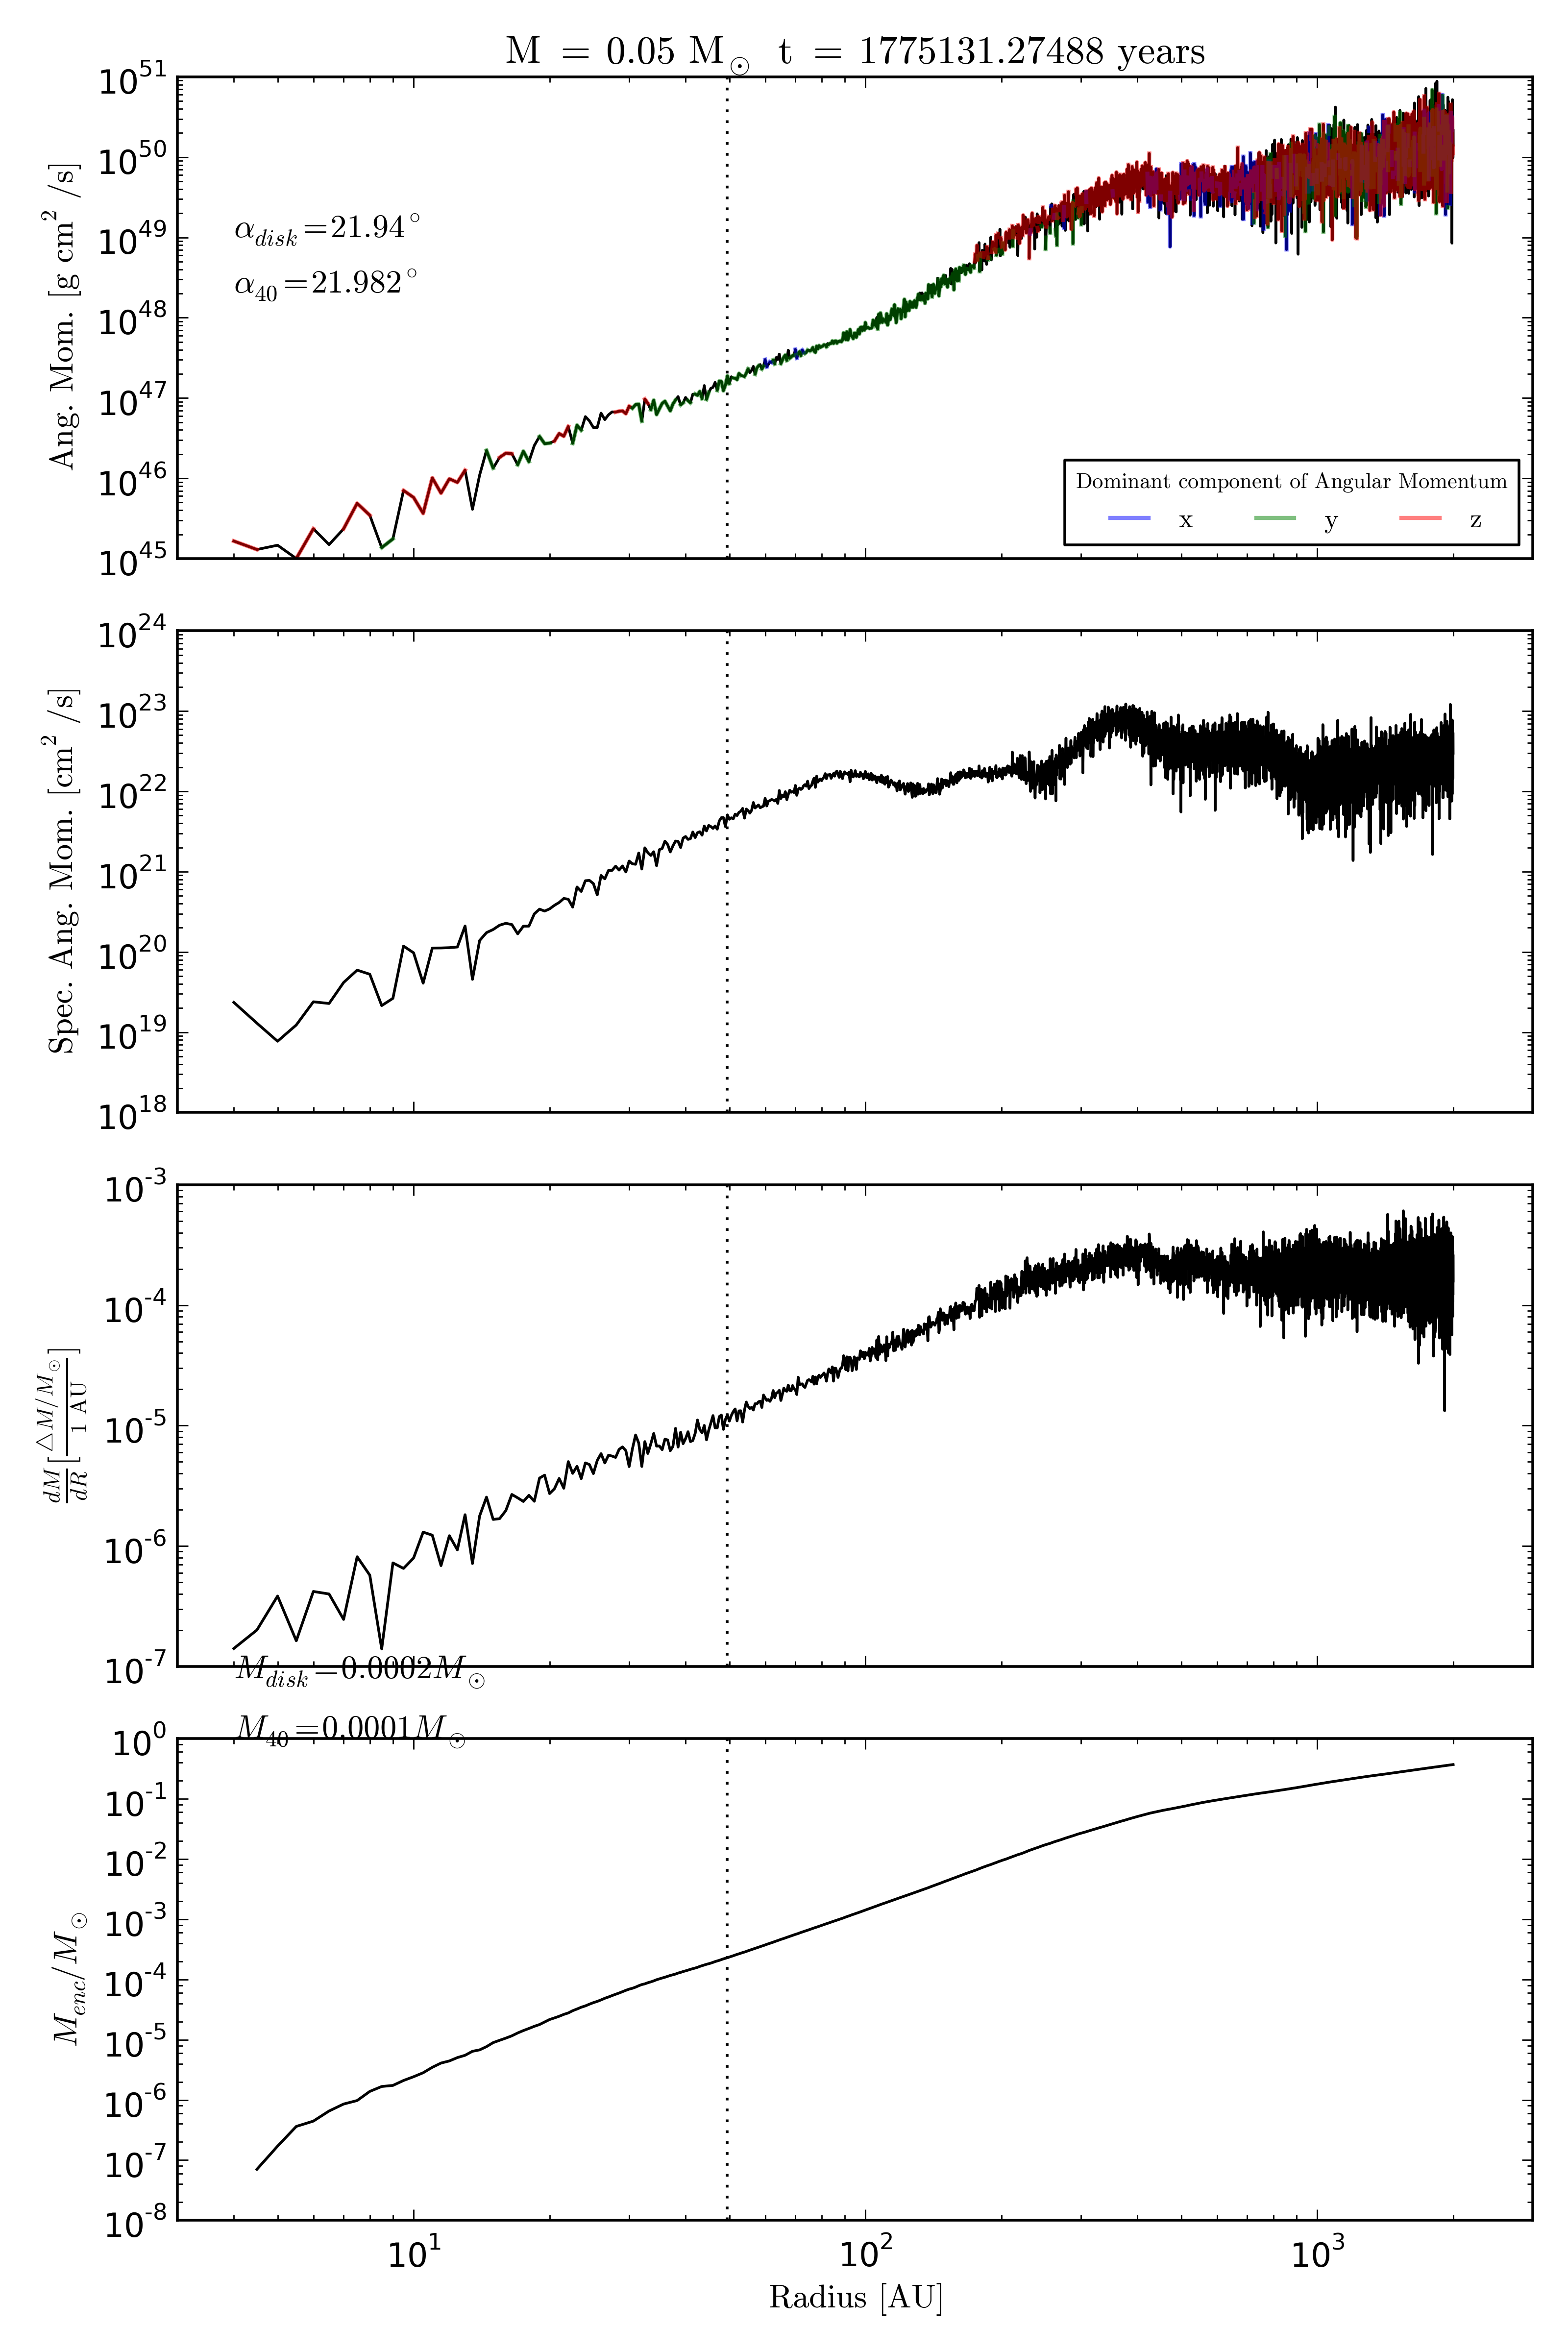 M = 0.05 M⊙ t = 1775131.27488 years
10^51
10^50
10^49
10^48
10^47
10^46
10^45
Ang. Mom. [g cm^2 /s]
α_disk=21.94°
α_40=21.982°
Dominant component of Angular Momentum
x y z
10^24
10^23
10^22
10^21
10^20
10^19
10^18
Spec. Ang. Mom. [cm^2 /s]
10^-3
10^-4
10^-5
10^-6
10^-7
dM/dR [△M/M⊙ / 1 AU]
M_disk=0.0002M⊙
M_40=0.0001M⊙
10^0
10^-1
10^-2
10^-3
10^-4
10^-5
10^-6
10^-7
10^-8
M_enc/M⊙
10^1 10^2 10^3
Radius [AU]